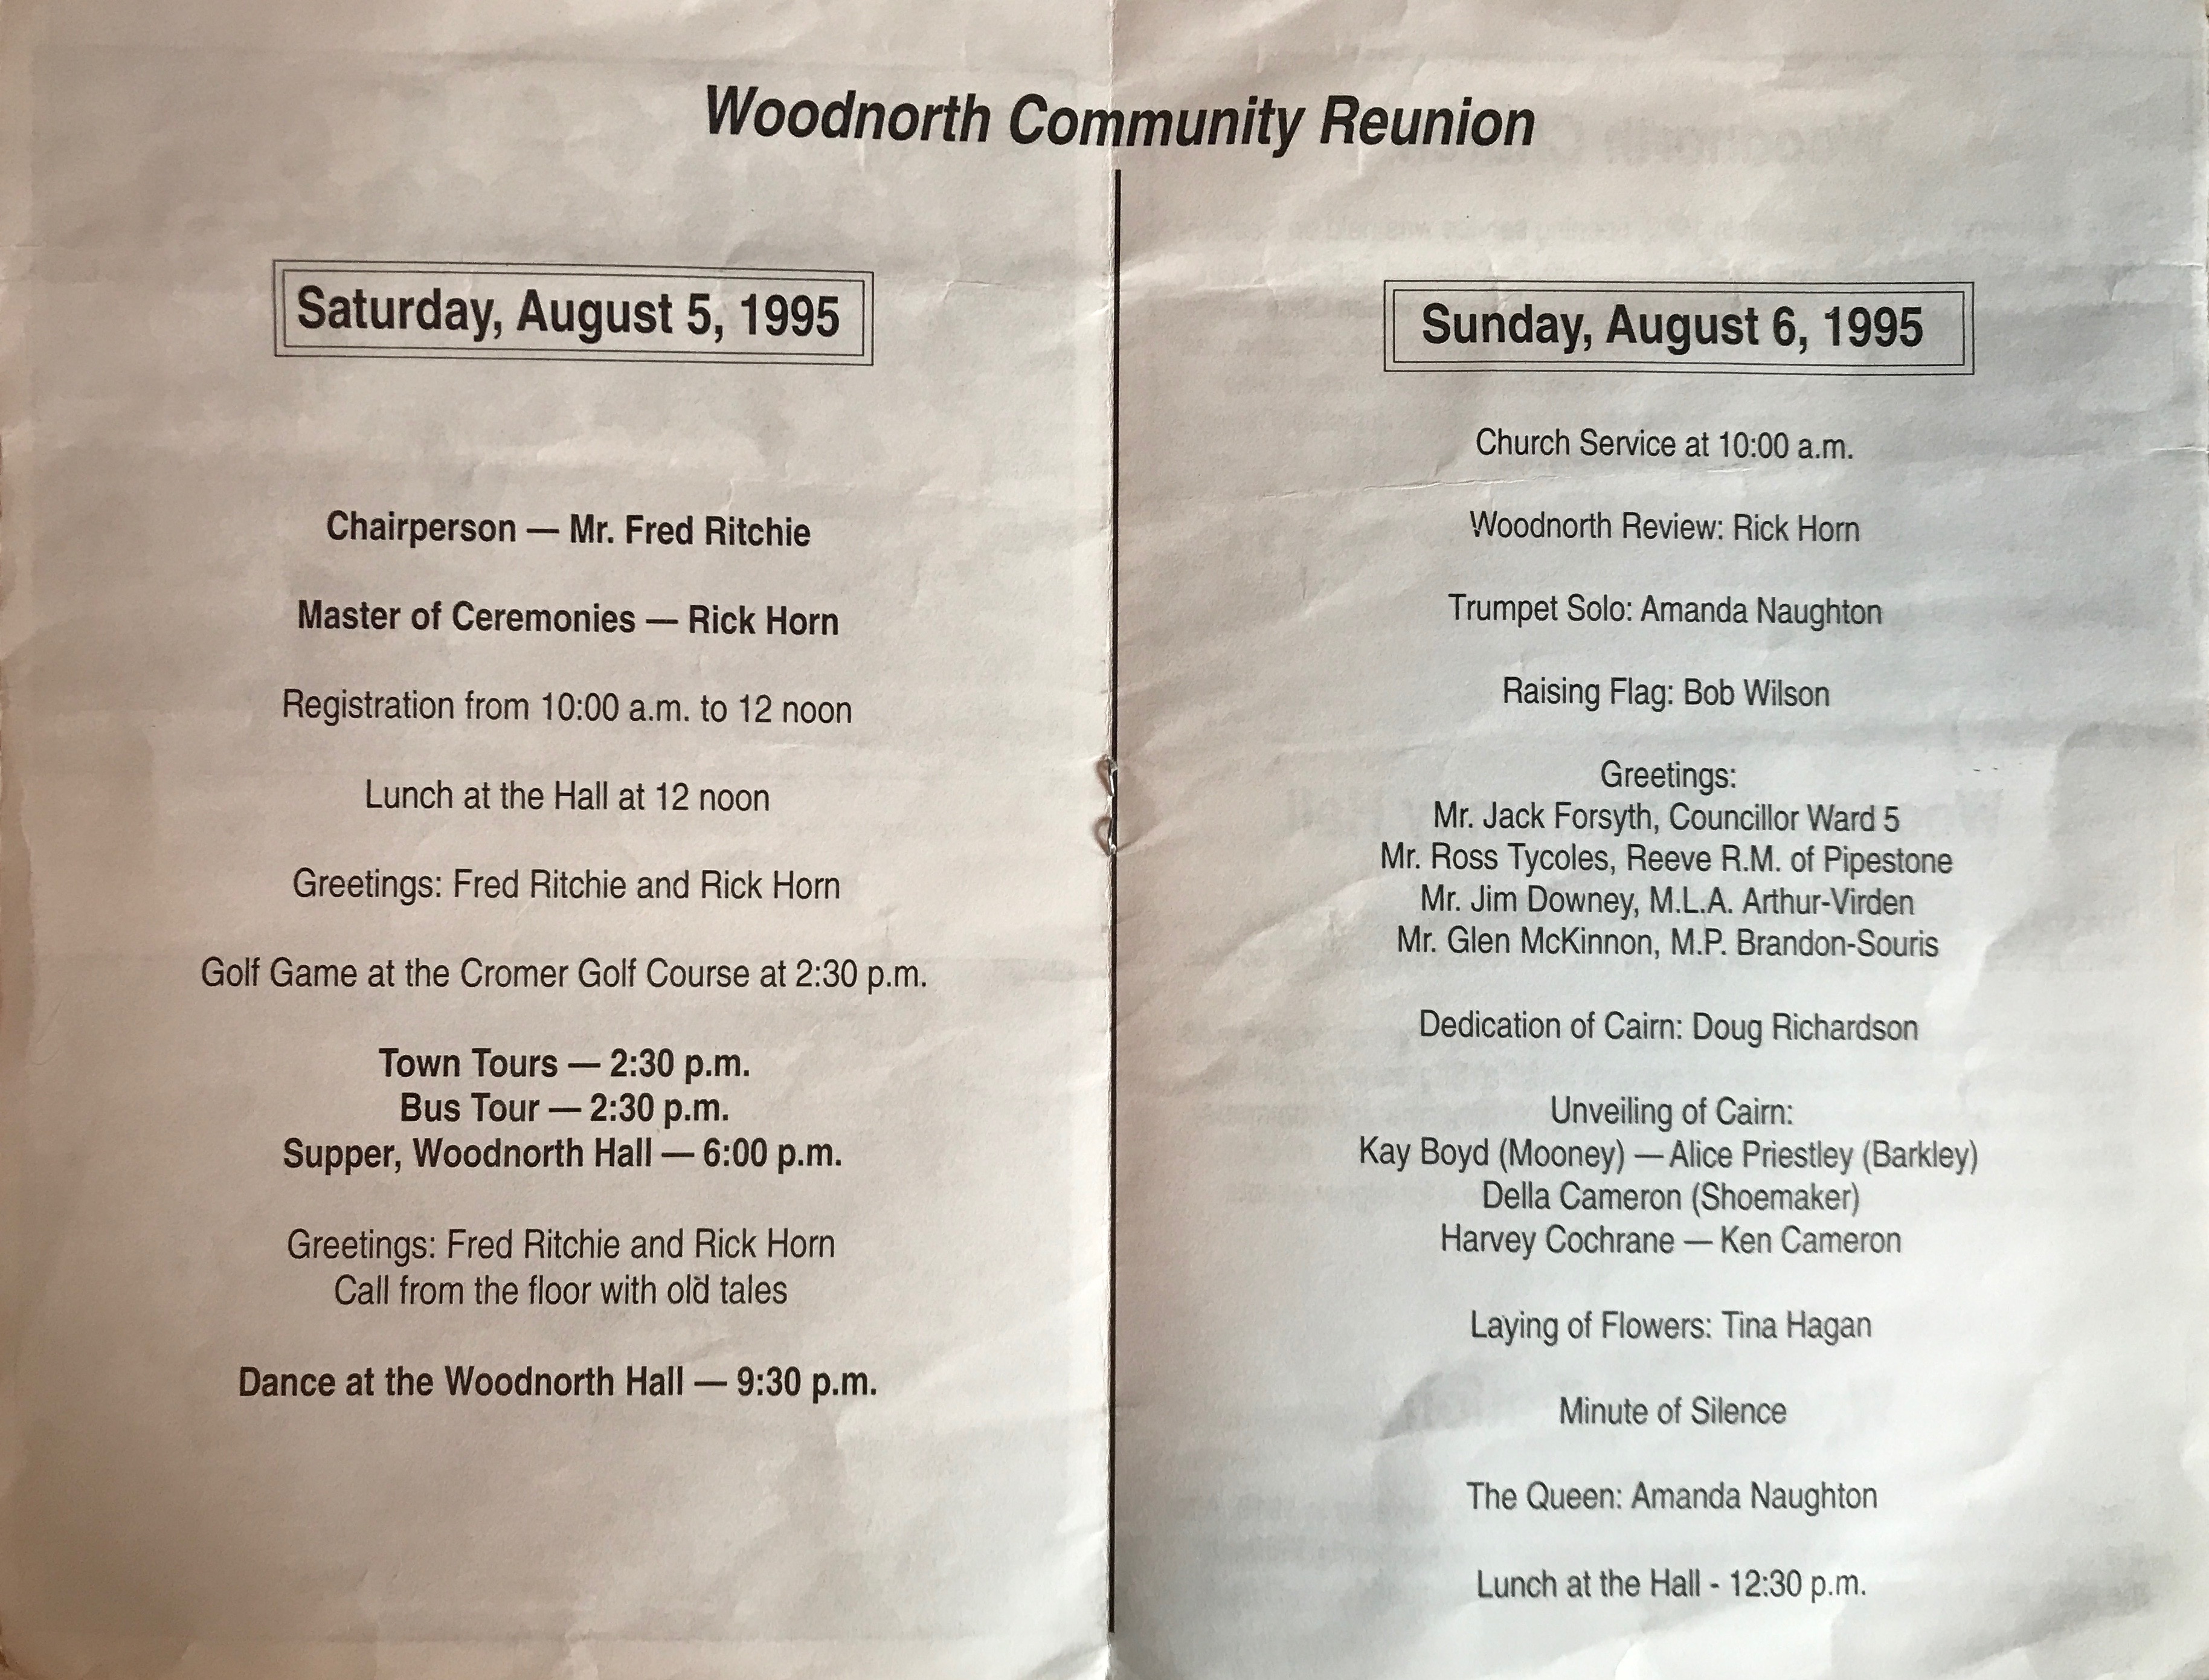 Woodnorth Community Reunion
Saturday, August 5, 1995
Chairperson — Mr. Fred Ritchie
Master of Ceremonies — Rick Horn
Registration from 10:00 a.m. to 12 noon
Lunch at the Hall at 12 noon
Greetings: Fred Ritchie and Rick Horn
Golf Game at the Cromer Golf Course at 2:30 p.m.
Town Tours — 2:30 p.m.
Bus Tour — 2:30 p.m.
Supper, Woodnorth Hall — 6:00 p.m.
Greetings: Fred Ritchie and Rick Horn
Call from the floor with old tales
Dance at the Woodnorth Hall — 9:30 p.m.
Sunday, August 6, 1995
Church Service at 10:00 a.m.
Woodnorth Review: Rick Horn
Trumpet Solo: Amanda Naughton
Raising Flag: Bob Wilson
Greetings:
Mr. Jack Forsyth, Councillor Ward 5
Mr. Ross Tycoles, Reeve R.M. of Pipestone
Mr. Jim Downey, M.L.A. Arthur-Virden
Mr. Glen McKinnon, M.P. Brandon-Souris
Dedication of Cairn: Doug Richardson
Unveiling of Cairn:
Kay Boyd (Mooney) — Alice Priestley (Barkley)
Della Cameron (Shoemaker)
Harvey Cochrane — Ken Cameron
Laying of Flowers: Tina Hagan
Minute of Silence
The Queen: Amanda Naughton
Lunch at the Hall - 12:30 p.m.